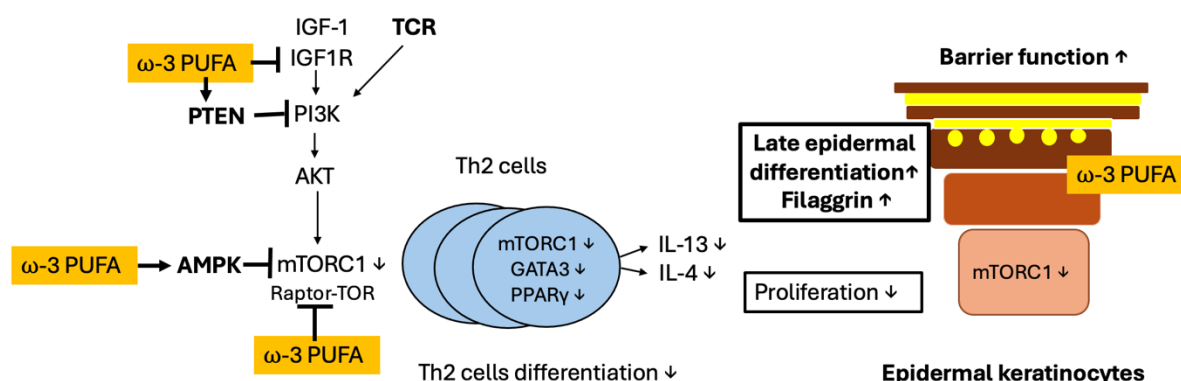 IGF-1
IGF1R
TCR
ω-3 PUFA
PTEN
PI3K
AKT
ω-3 PUFA
AMPK
mTORC1 ↓
Raptor-TOR
ω-3 PUFA
Th2 cells
mTORC1 ↓
GATA3 ↓
PPARγ ↓
IL-13 ↓
IL-4 ↓
Th2 cells differentiation ↓
Barrier function ↑
Late epidermal
differentiation↑
Filaggrin ↑
ω-3 PUFA
mTORC1 ↓
Proliferation ↓
Epidermal keratinocytes